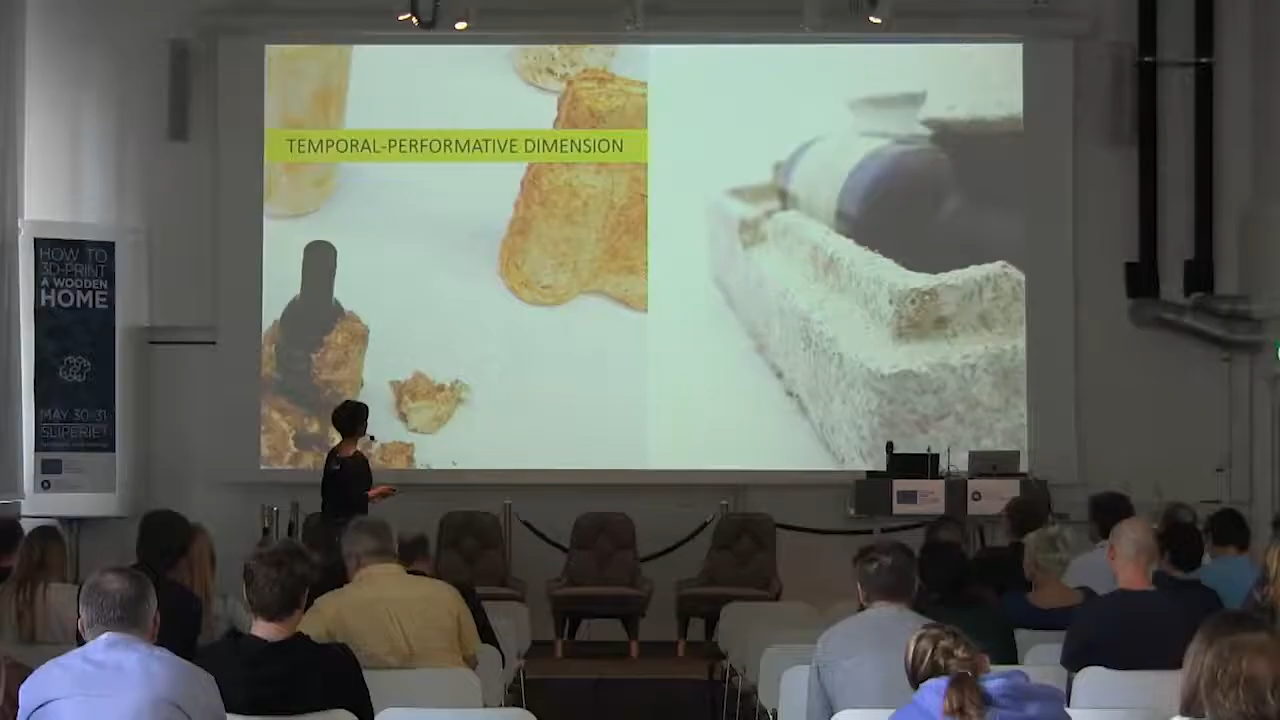 TEMPORAL-PERFORMATIVE DIMENSION
HOW TO
3D-PRINT
A WOODEN
HOME
MAY 30-31
SLIPERIET